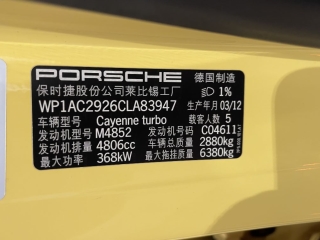 PORSCHE 德国制造
保时捷股份公司莱比锡工厂 1%
WP1AC2926CLA83947 生产年月 03/12
车辆型号 Cayenne turbo 载客人数 5
发动机型号 M4852 发动机号码 C04611
发动机排量 4806cc 车辆总质量 2880kg
最大功率 368kW 最大拖挂质量 6380kg